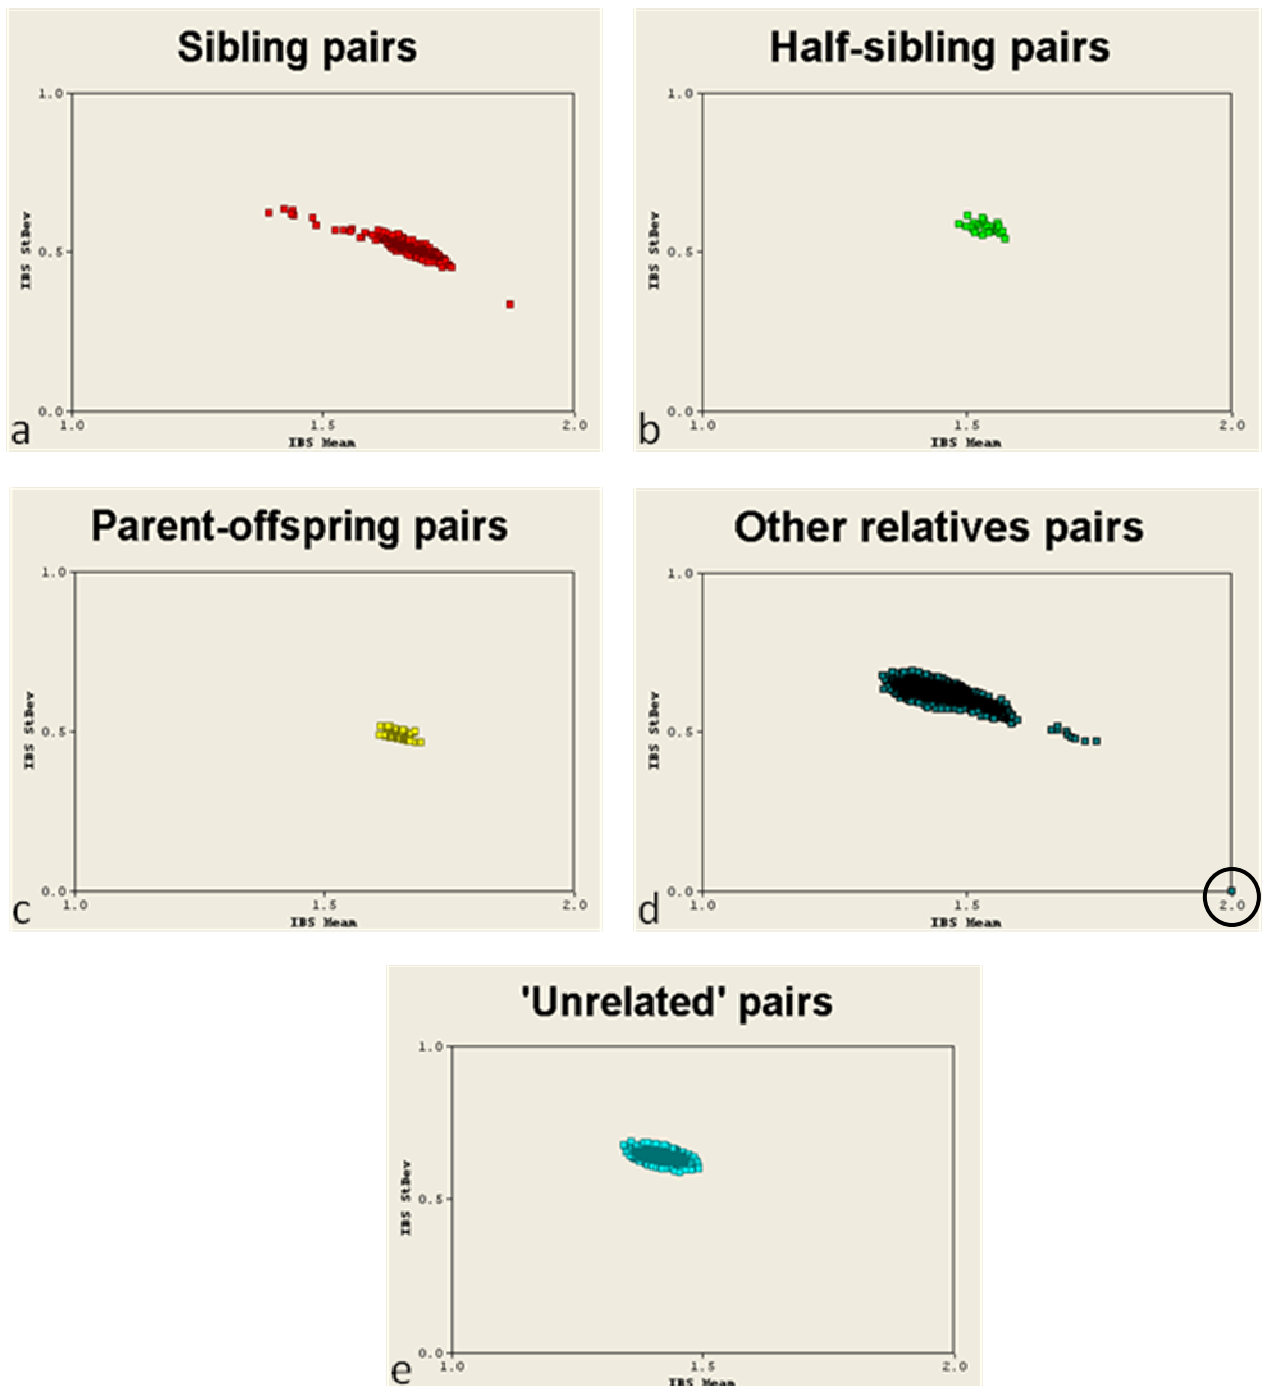 Sibling pairs
1.0
IBS StDev
0.5
0.0
1.0 1.5 2.0
IBS Mean
a
Half-sibling pairs
1.0
IBS StDev
0.5
0.0
1.0 1.5 2.0
IBS Mean
b
Parent-offspring pairs
1.0
IBS StDev
0.5
0.0
1.0 1.5 2.0
IBS Mean
c
Other relatives pairs
1.0
IBS StDev
0.5
0.0
1.0 1.5 2.0
IBS Mean
d
'Unrelated' pairs
1.0
IBS StDev
0.5
0.0
1.0 1.5 2.0
IBS Mean
e